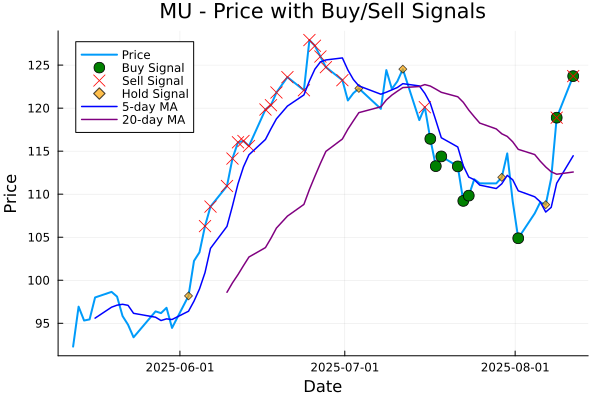 MU - Price with Buy/Sell Signals
Price
Buy Signal
Sell Signal
Hold Signal
5-day MA
20-day MA
125
120
115
110
105
100
95
Price
2025-06-01
2025-07-01
2025-08-01
Date